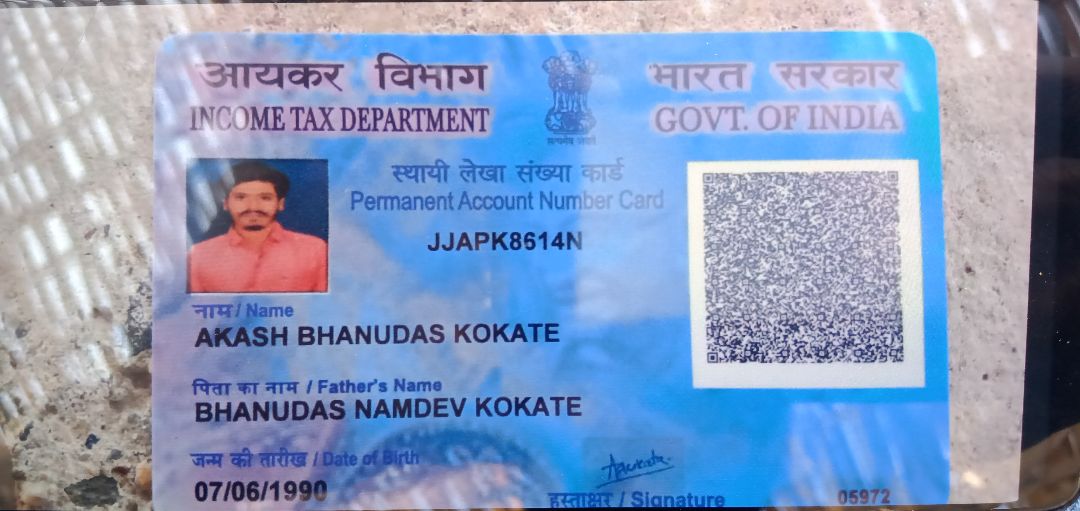 आयकर विभाग
INCOME TAX DEPARTMENT
भारत सरकार
GOVT. OF INDIA
सत्यमेव जयते
स्थायी लेखा संख्या कार्ड
Permanent Account Number Card
JJAPK8614N
नाम / Name
AKASH BHANUDAS KOKATE
पिता का नाम / Father's Name
BHANUDAS NAMDEV KOKATE
जन्म की तारीख / Date of Birth
07/06/1990
हस्ताक्षर / Signature
05972